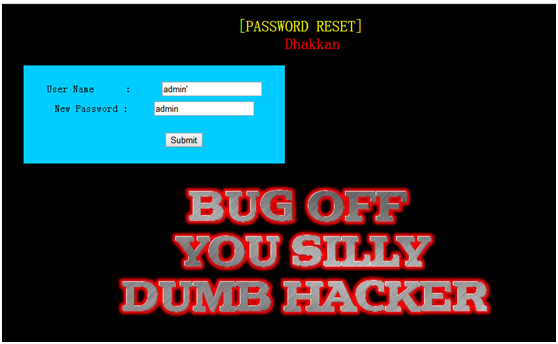 [PASSWORD RESET]
Dhakkan
User Name : admin'
New Password : admin
Submit
BUG OFF
YOU SILLY
DUMB HACKER